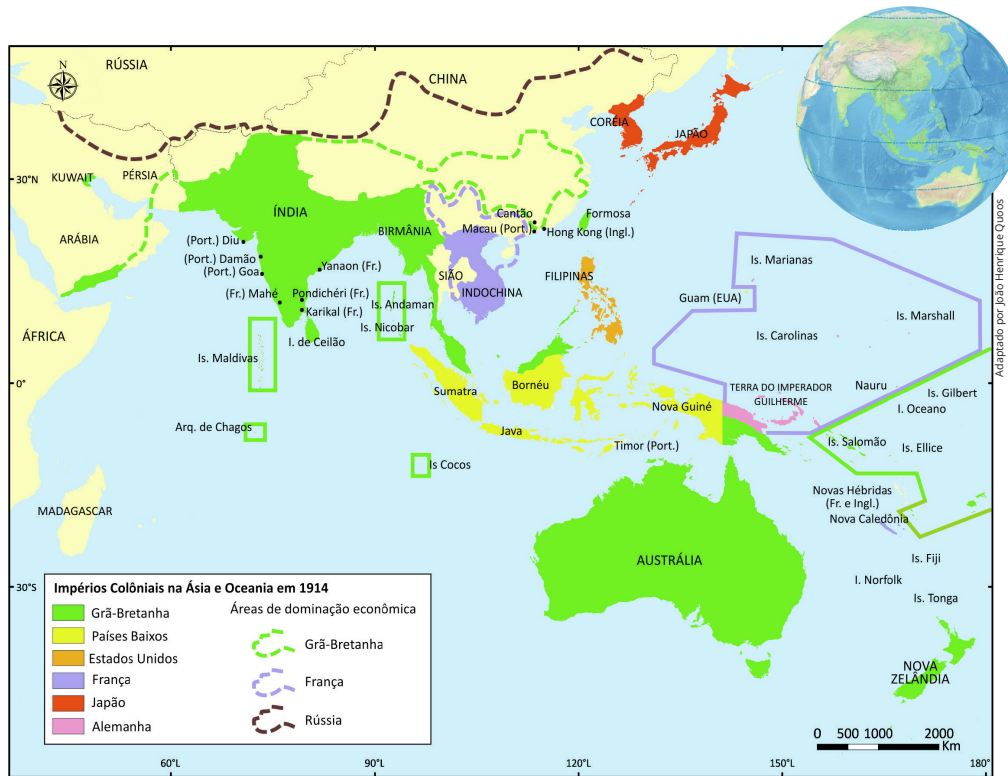 RÚSSIA
CHINA
CORÉIA
JAPÃO
30°N
KUWAIT
PÉRSIA
ÍNDIA
ARÁBIA
BIRMÂNIA
Cantão
Macau (Port.)
Formosa
Hong Kong (Ingl.)
(Port.) Diu
(Port.) Damão
(Port.) Goa
Yanaon (Fr.)
SIÃO
INDOCHINA
FILIPINAS
Is. Marianas
(Fr.) Mahé
Pondichéri (Fr.)
Karikal (Fr.)
Is. Andaman
Is. Nicobar
Guam (EUA)
Is. Marshall
ÁFRICA
I. de Ceilão
Is. Carolinas
Is. Maldivas
0°
Sumatra
Bornéu
Nova Guiné
TERRA DO IMPERADOR
GUILHERME
Nauru
Is. Gilbert
I. Oceano
Arq. de Chagos
Java
Timor (Port.)
Is. Salomão
Is. Ellice
Is Cocos
MADAGASCAR
Novas Hébridas
(Fr. e Ingl.)
Nova Caledônia
AUSTRÁLIA
Is. Fiji
30°S
I. Norfolk
Is. Tonga
NOVA
ZELÂNDIA
Impérios Colôniais na Ásia e Oceania em 1914
Grã-Bretanha
Países Baixos
Estados Unidos
França
Japão
Alemanha
Áreas de dominação econômica
Grã-Bretanha
França
Rússia
0 500 1000 2000
Km
60°L
90°L
120°L
150°L
180°L
Adaptado por João Henrique Quoos